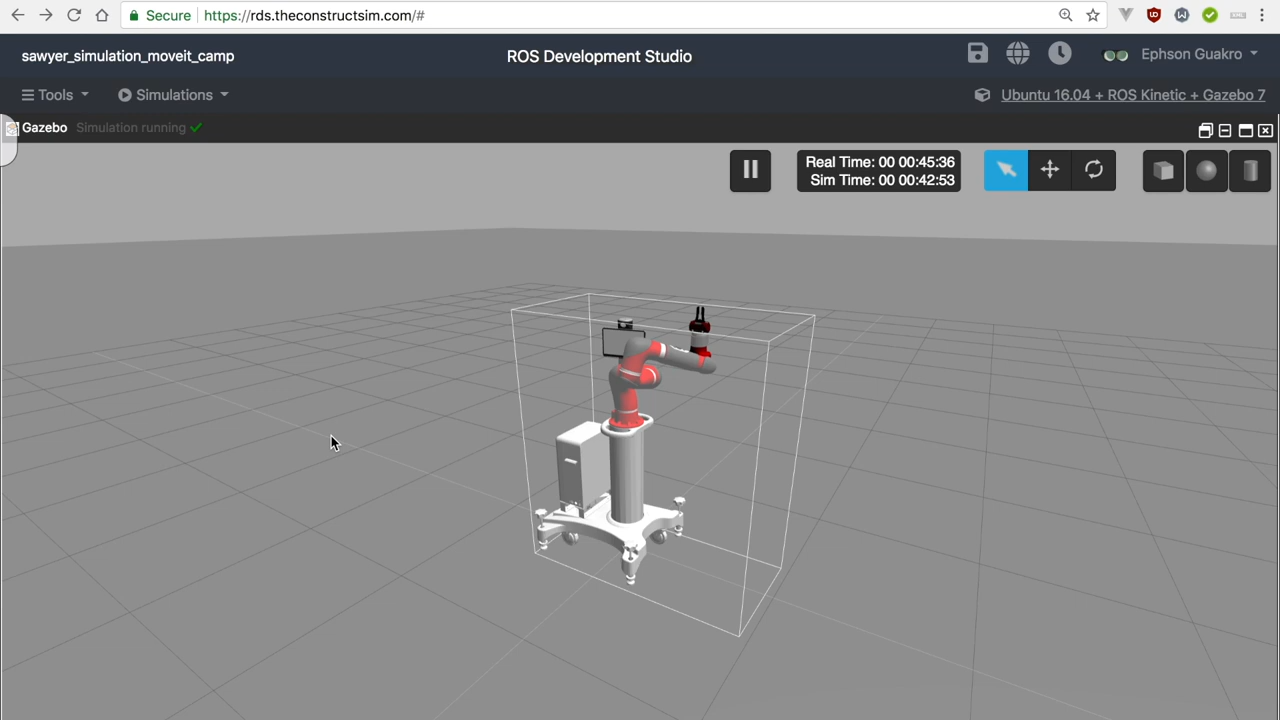 Secure https://rds.theconstructsim.com/#
sawyer_simulation_moveit_camp
ROS Development Studio
Ephson Guakro
Tools
Simulations
Ubuntu 16.04 + ROS Kinetic + Gazebo 7
Gazebo Simulation running
Real Time: 00 00:45:36
Sim Time: 00 00:42:53